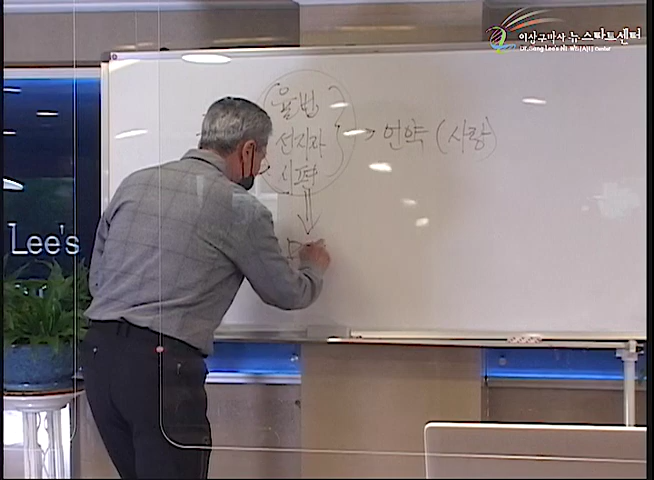 이상구박사 뉴스타트센터
Dr. Sang Lee's NEWSTART Center
율법
선지자 → 언약 (사랑)
시편
Lee's